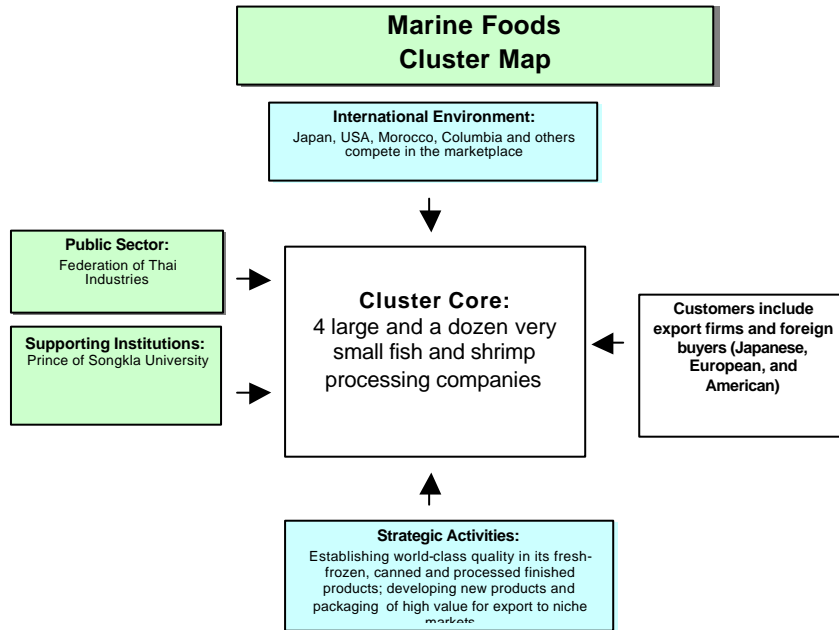 Marine Foods
Cluster Map
International Environment:
Japan, USA, Morocco, Columbia and others
compete in the marketplace
Public Sector:
Federation of Thai
Industries
Supporting Institutions:
Prince of Songkla University
Cluster Core:
4 large and a dozen very
small fish and shrimp
processing companies
Customers include
export firms and foreign
buyers (Japanese,
European, and
American)
Strategic Activities:
Establishing world-class quality in its fresh-
frozen, canned and processed finished
products; developing new products and
packaging of high value for export to niche
markets